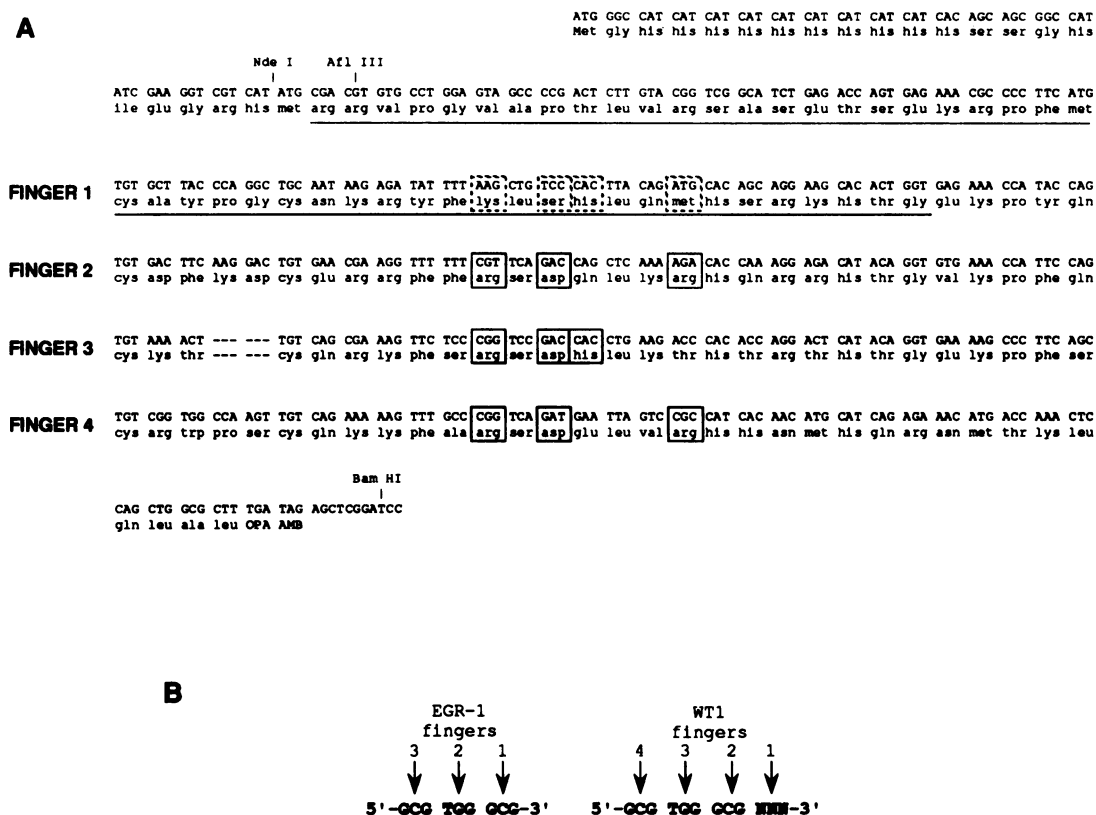 A
ATG GGC CAT CAT CAT CAT CAT CAT CAT CAT CAT CAT CAC AGC AGC GGC CAT
Met gly his his his his his his his his his his his ser ser gly his
Nde I Afl III
ATC GAA GGT CGT CAT ATG CGA CGT GTG CCT GGA GTA GCC CCG ACT CTT GTA CGG TCG GCA TCT GAG ACC AGT GAG AAA CGC CCC TTC ATG
ile glu gly arg his met arg arg val pro gly val ala pro thr leu val arg ser ala ser glu thr ser glu lys arg pro phe met
FINGER 1
TGT GCT TAC CCA GGC TGC AAT AAG AGA TAT TTT AAG CTG TCC CAC TTA CAG ATG CAC AGC AGG AAG CAC ACT GGT GAG AAA CCA TAC CAG
cys ala tyr pro gly cys asn lys arg tyr phe lys leu ser his leu gln met his ser arg lys his thr gly glu lys pro tyr gln
FINGER 2
TGT GAC TTC AAG GAC TGT GAA CGA AGG TTT TTT CGT TCA GAC CAG CTC AAA AGA CAC CAA AGG AGA CAT ACA GGT GTG AAA CCA TTC CAG
cys asp phe lys asp cys glu arg arg phe phe arg ser asp gln leu lys arg his gln arg arg his thr gly val lys pro phe gln
FINGER 3
TGT AAA ACT --- --- TGT CAG CGA AAG TTC TCC CGG TCC GAC CAC CTG AAG ACC CAC ACC AGG ACT CAT ACA GGT GAA AAG CCC TTC AGC
cys lys thr --- --- cys gln arg lys phe ser arg ser asp his leu lys thr his thr arg thr his thr gly glu lys pro phe ser
FINGER 4
TGT CGG TGG CCA AGT TGT CAG AAA AAG TTT GCC CGG TCA GAT GAA TTA GTC CGC CAT CAC AAC ATG CAT CAG AGA AAC ATG ACC AAA CTC
cys arg trp pro ser cys gln lys lys phe ala arg ser asp glu leu val arg his his asn met his gln arg asn met thr lys leu
Bam HI
CAG CTG GCG CTT TGA TAG AGCTCGGATCC
gln leu ala leu OPA AMB
B
EGR-1
fingers
3 2 1
5'-GCG TGG GCG-3'
WT1
fingers
4 3 2 1
5'-GCG TGG GCG NNN-3'